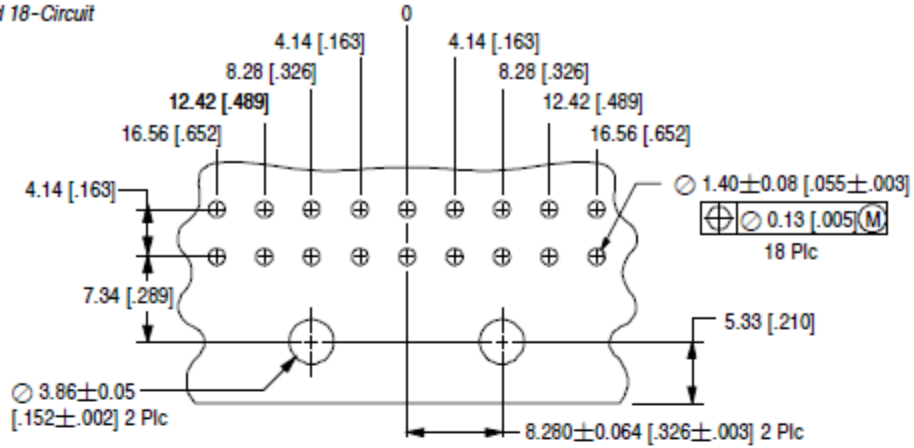 18-Circuit
0
4.14 [.163]
4.14 [.163]
8.28 [.326]
8.28 [.326]
12.42 [.489]
12.42 [.489]
16.56 [.652]
16.56 [.652]
4.14 [.163]
∅ 1.40±0.08 [.055±.003]
⌖ ∅ 0.13 [.005] Ⓜ
18 Plc
7.34 [.289]
5.33 [.210]
∅ 3.86±0.05
[.152±.002] 2 Plc
8.280±0.064 [.326±.003] 2 Plc